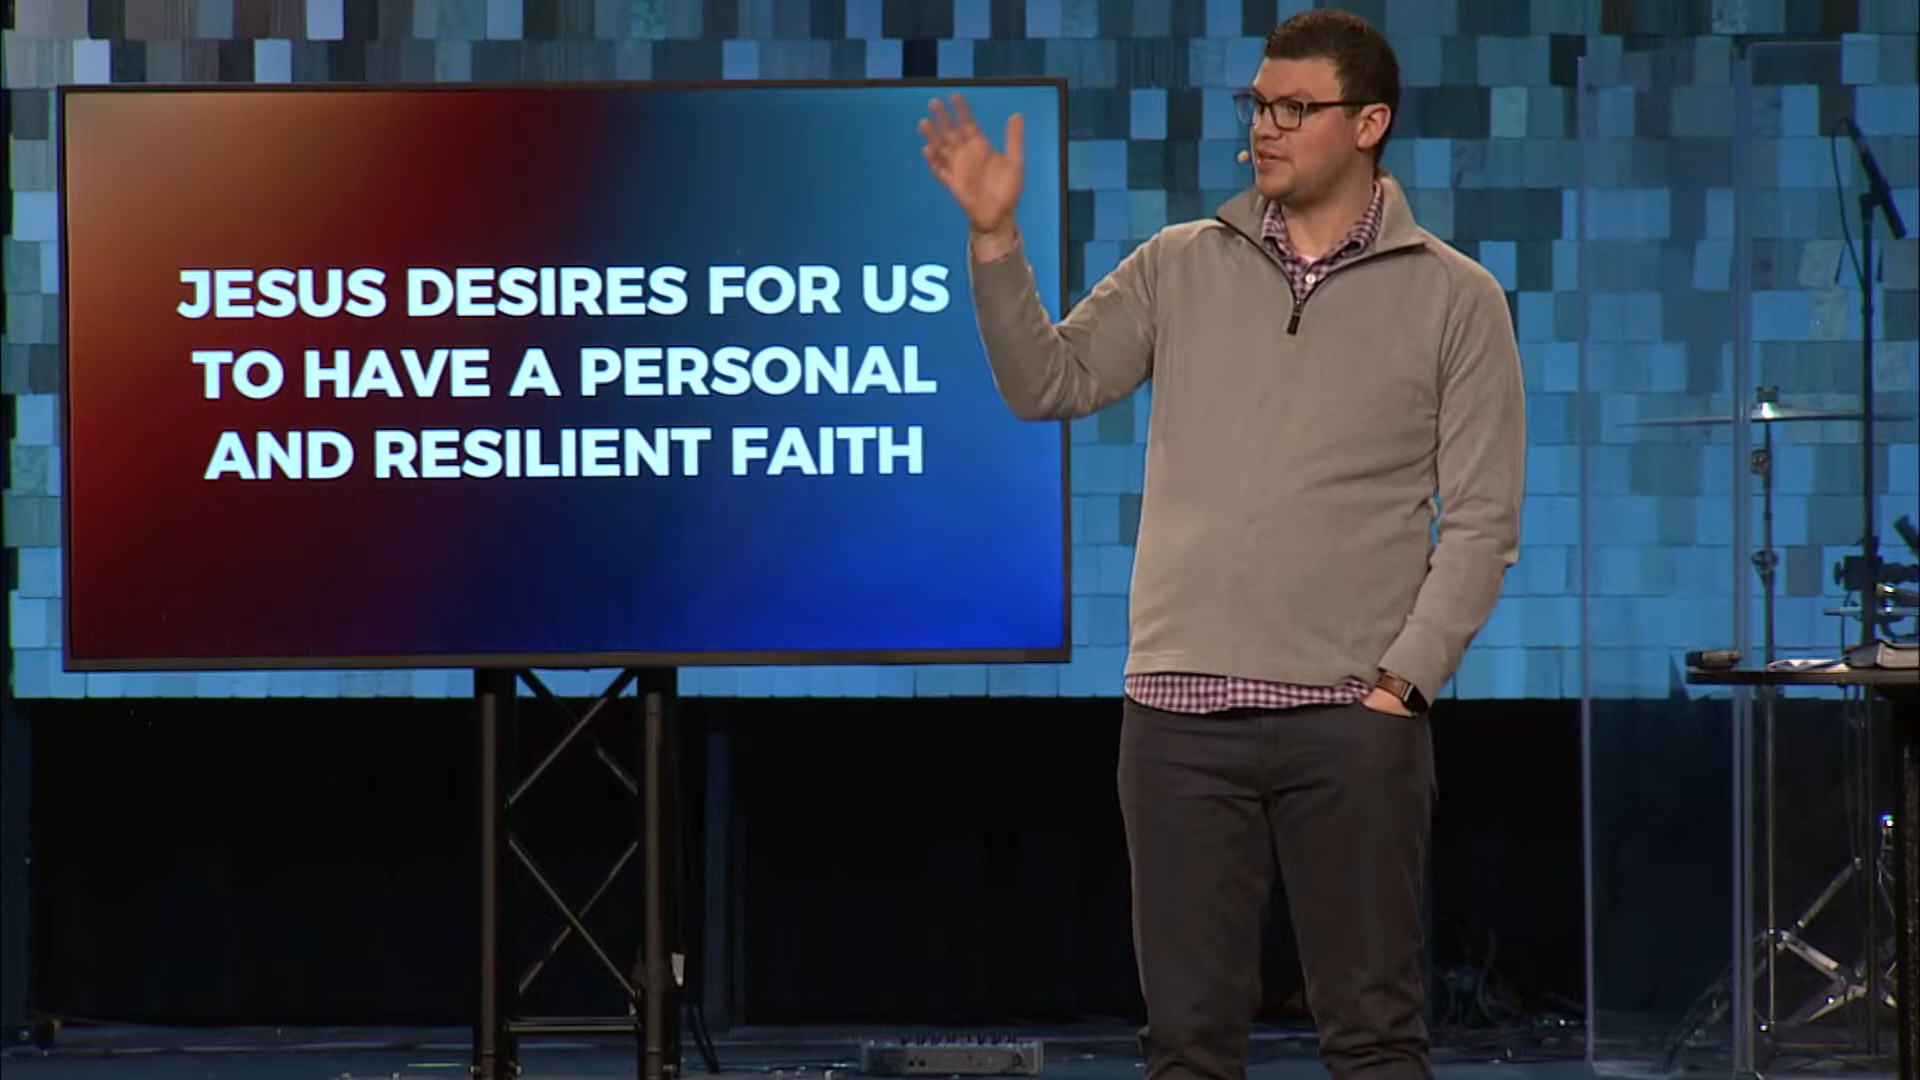 JESUS DESIRES FOR US
TO HAVE A PERSONAL
AND RESILIENT FAITH